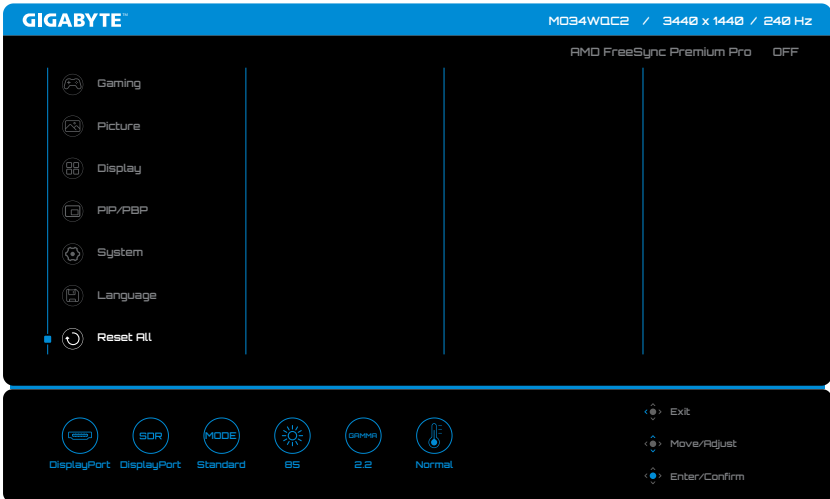 GIGABYTE™
MO34WQC2 / 3440 x 1440 / 240 Hz
AMD FreeSync Premium Pro OFF
Gaming
Picture
Display
PIP/PBP
System
Language
Reset All
SDR MODE GAMMA
DisplayPort DisplayPort Standard 85 2.2 Normal
Exit
Move/Adjust
Enter/Confirm